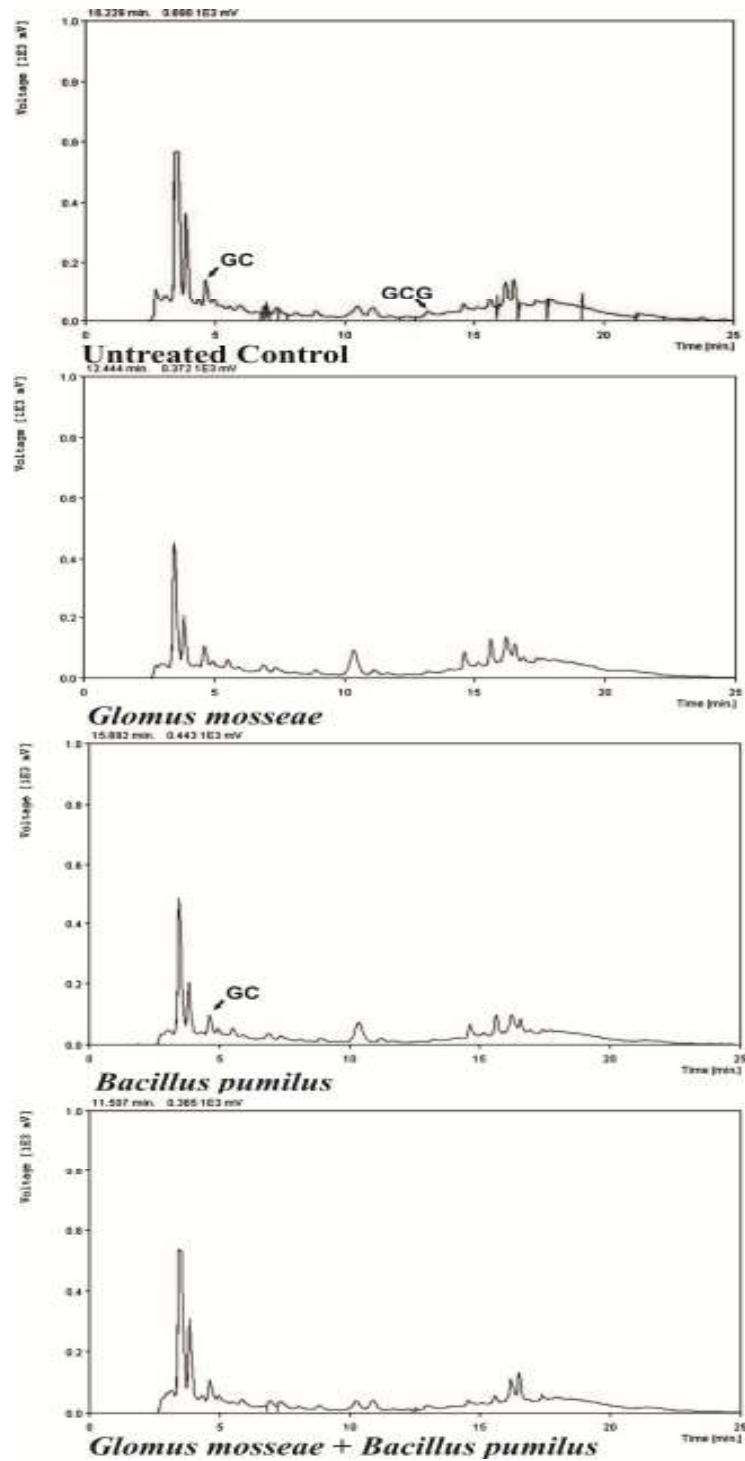 16.229 min. 0.666 1E3 mV
Voltage [1E3 mV]
1.0
0.8
0.6
0.4
0.2
0.0
GC
GCG
0 5 10 15 20 25
Time [min.]
Untreated Control
12.444 min. 0.372 1E3 mV
Voltage [1E3 mV]
1.0
0.8
0.6
0.4
0.2
0.0
0 5 10 15 20 25
Time [min.]
Glomus mosseae
0.443 1E3 mV
Voltage [1E3 mV]
1.0
0.8
0.6
0.4
0.2
0.0
GC
0 5 10 15 20 25
Time [min.]
Bacillus pumilus
11.507 min. 0.365 1E3 mV
Voltage [1E3 mV]
1.0
0.8
0.6
0.4
0.2
0.0
0 5 10 15 20 25
Time [min.]
Glomus mosseae + Bacillus pumilus